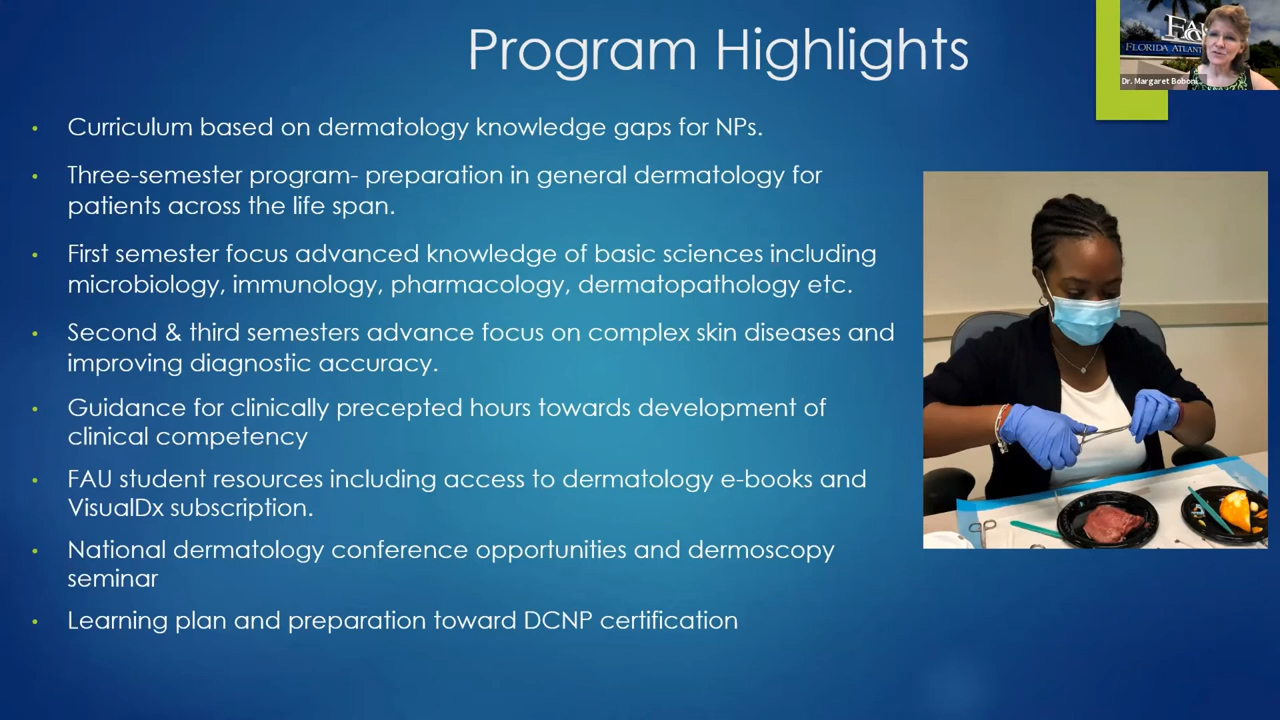 Program Highlights
FAU
FLORIDA ATLANT
Dr. Margaret Bobon
• Curriculum based on dermatology knowledge gaps for NPs.
• Three-semester program- preparation in general dermatology for
patients across the life span.
• First semester focus advanced knowledge of basic sciences including
microbiology, immunology, pharmacology, dermatopathology etc.
• Second & third semesters advance focus on complex skin diseases and
improving diagnostic accuracy.
• Guidance for clinically precepted hours towards development of
clinical competency
• FAU student resources including access to dermatology e-books and
VisualDx subscription.
• National dermatology conference opportunities and dermoscopy
seminar
• Learning plan and preparation toward DCNP certification